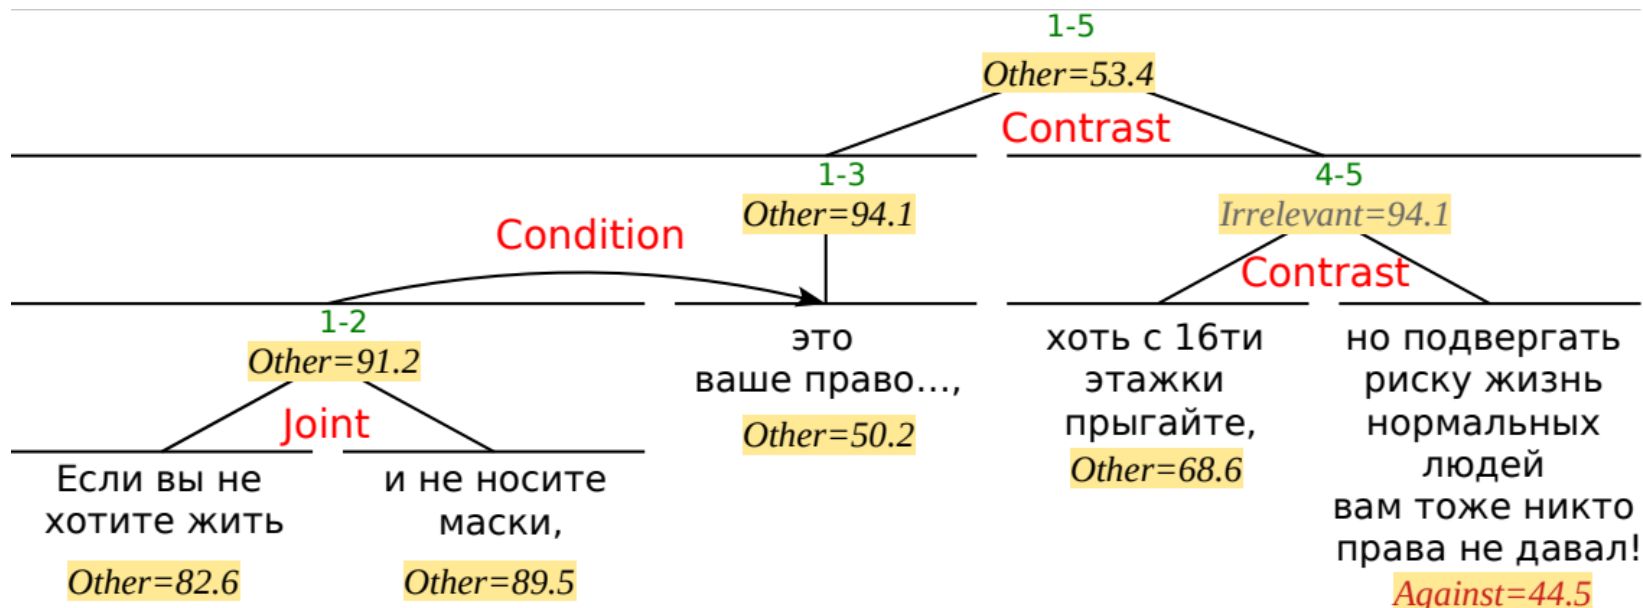 1-5
Other=53.4
Contrast
1-3
4-5
Other=94.1
Irrelevant=94.1
Condition
Contrast
1-2
Other=91.2
Joint
это
ваше право...,
Other=50.2
хоть с 16ти
этажки
прыгайте,
Other=68.6
но подвергать
риску жизнь
нормальных
людей
вам тоже никто
права не давал!
Against=44.5
Если вы не
хотите жить
Other=82.6
и не носите
маски,
Other=89.5